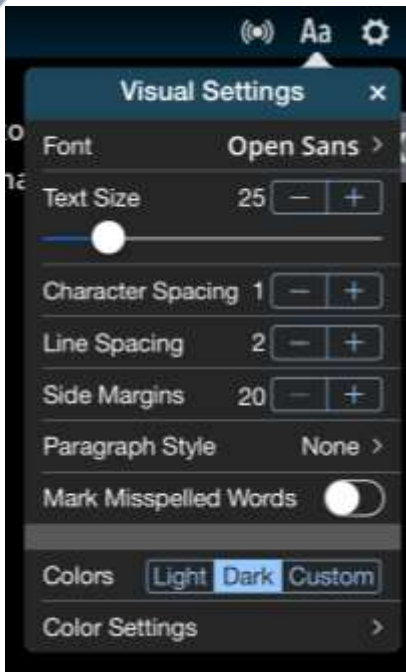 Aa
Visual Settings ×
Font Open Sans >
Text Size 25 − +
Character Spacing 1 − +
Line Spacing 2 − +
Side Margins 20 − +
Paragraph Style None >
Mark Misspelled Words
Colors Light Dark Custom
Color Settings >